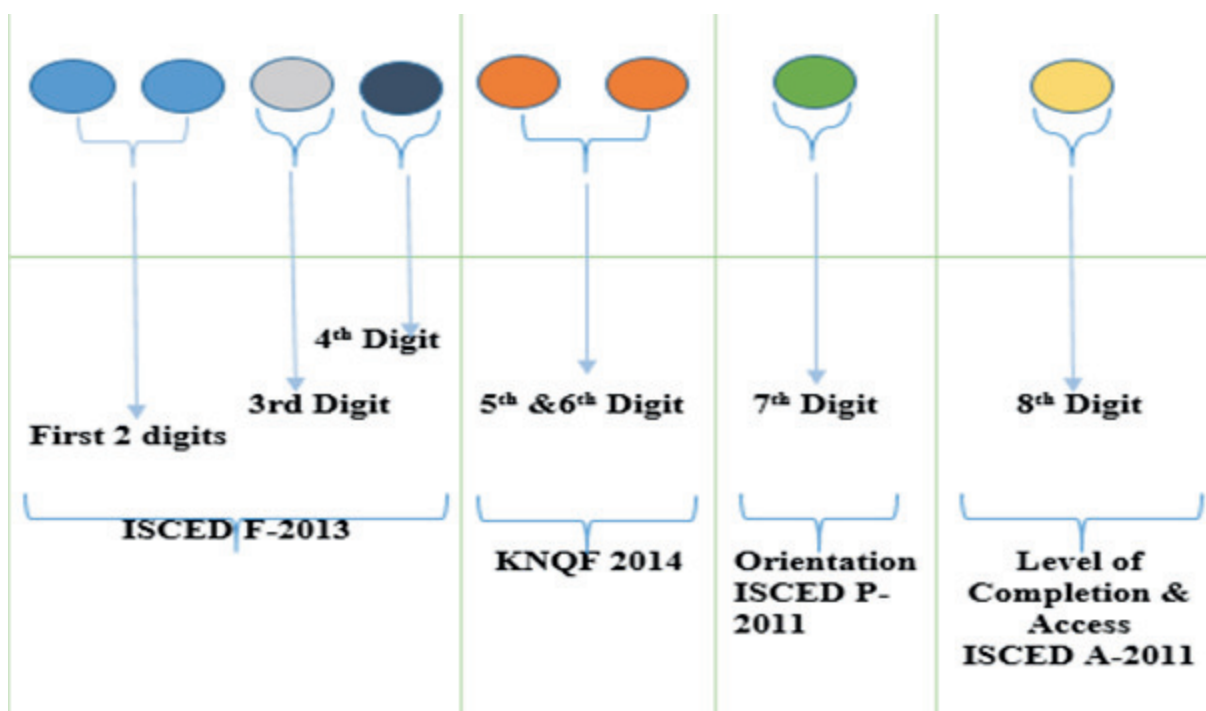 4th Digit
3rd Digit
First 2 digits
5th &6th Digit
7th Digit
8th Digit
ISCED F-2013
KNQF 2014
Orientation
ISCED P-
2011
Level of
Completion &
Access
ISCED A-2011